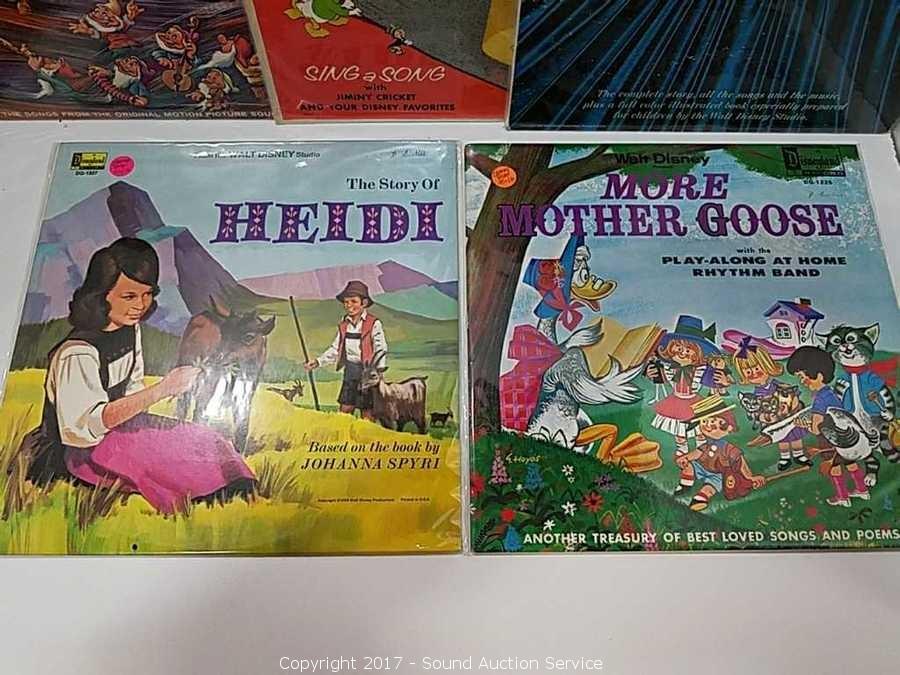 THE SONGS FROM THE ORIGINAL MOTION PICTURE
SING a SONG
with
JIMINY CRICKET
AND YOUR DISNEY FAVORITES
The complete story, all the songs and the music
plus a full color illustrated book especially prepared
for children by the Walt Disney Studio.
Disneyland
WALT DISNEY Studio
The Story Of
HEIDI
Based on the book by
JOHANNA SPYRI
Walt Disney
Disneyland
DQ-1225
MORE
MOTHER GOOSE
with the
PLAY-ALONG AT HOME
RHYTHM BAND
ANOTHER TREASURY OF BEST LOVED SONGS AND POEMS
Copyright 2017 - Sound Auction Service